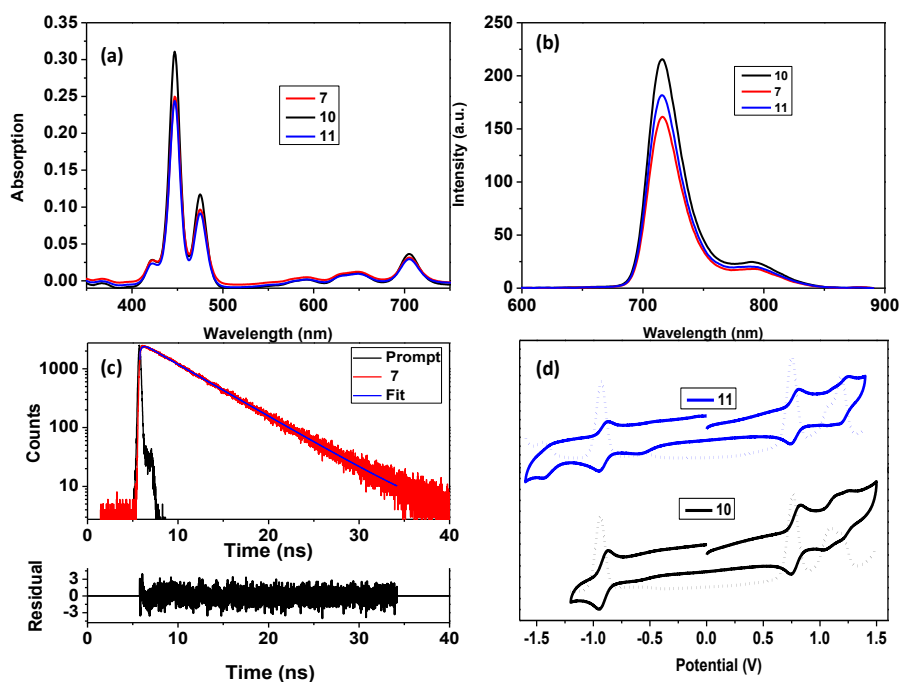 (a)
7
10
11
Absorption
0.30
0.25
0.20
0.15
0.10
0.05
0.00
400 500 600 700
Wavelength (nm)
(b)
10
7
11
Intensity (a.u.)
250
200
150
100
50
0
600 700 800 900
Wavelength (nm)
(c)
Prompt
7
Fit
Counts
1000
100
10
0 10 20 30 40
Time (ns)
Residual
3
0
-3
0 10 20 30 40
Time (ns)
(d)
11
10
-1.5 -1.0 -0.5 0.0 0.5 1.0 1.5
Potential (V)